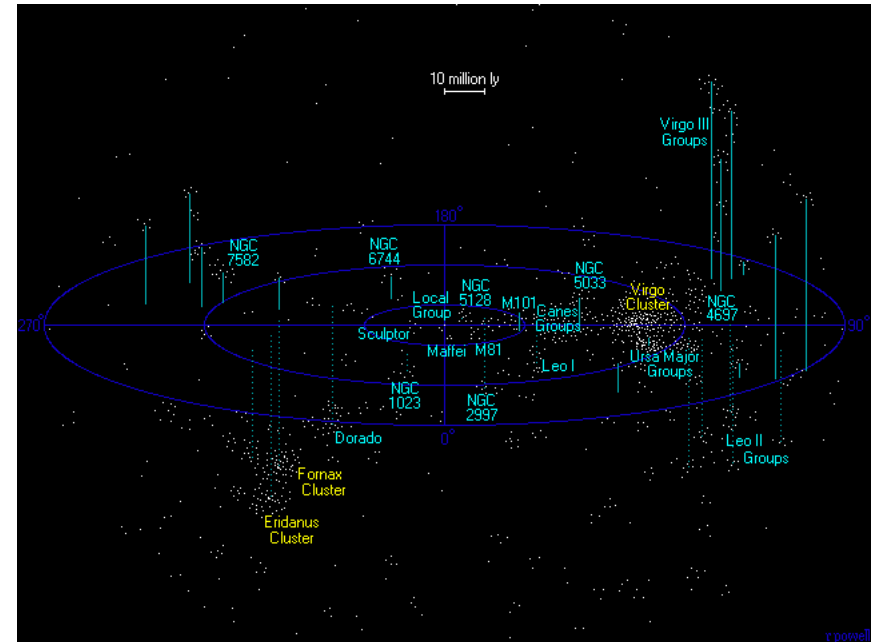 10 million ly
Virgo III
Groups
180°
NGC
7582
NGC
6744
NGC
5033
NGC
5128
Virgo
Cluster
Local
Group
M101
NGC
4697
Canes
Groups
270°
90°
Sculptor
Maffei
M81
Ursa Major
Groups
Leo I
NGC
1023
NGC
2997
Dorado
0°
Leo II
Groups
Fornax
Cluster
Eridanus
Cluster
r powell